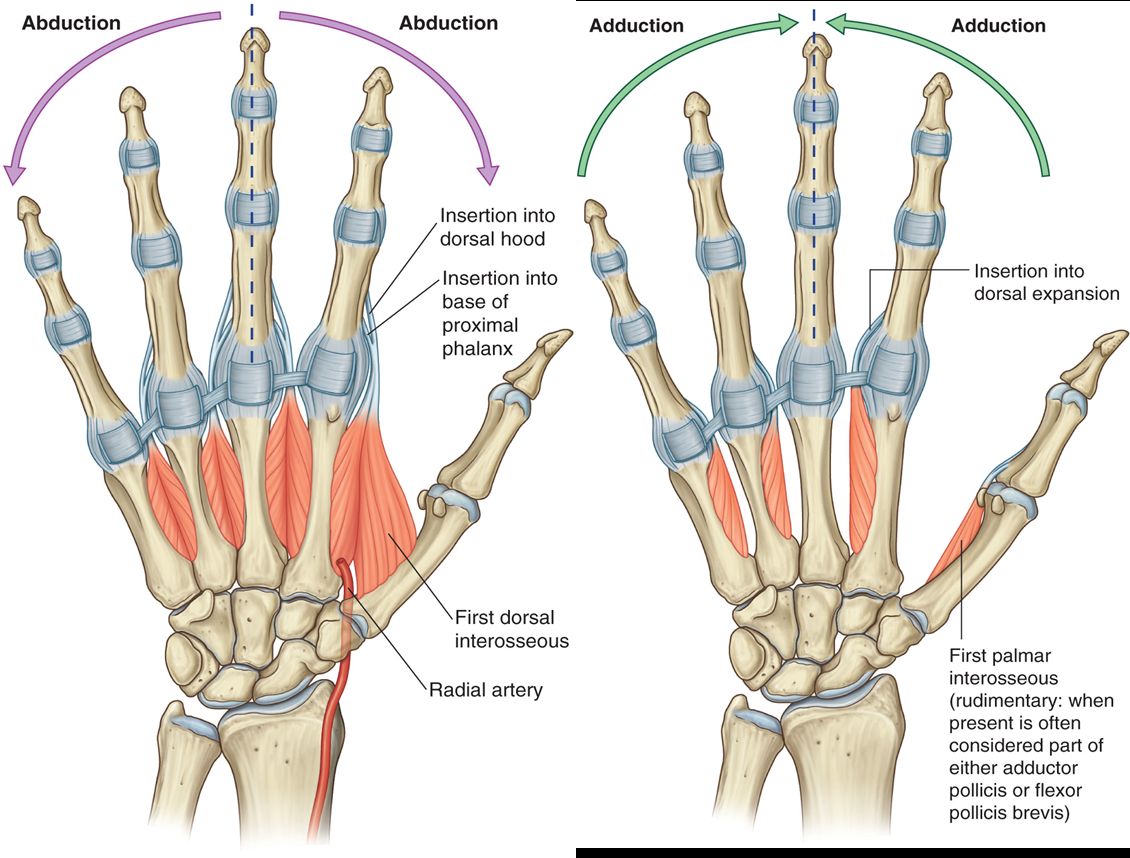 Abduction
Abduction
Insertion into
dorsal hood
Insertion into
base of
proximal
phalanx
First dorsal
interosseous
Radial artery
Adduction
Adduction
Insertion into
dorsal expansion
First palmar
interosseous
(rudimentary: when
present is often
considered part of
either adductor
pollicis or flexor
pollicis brevis)